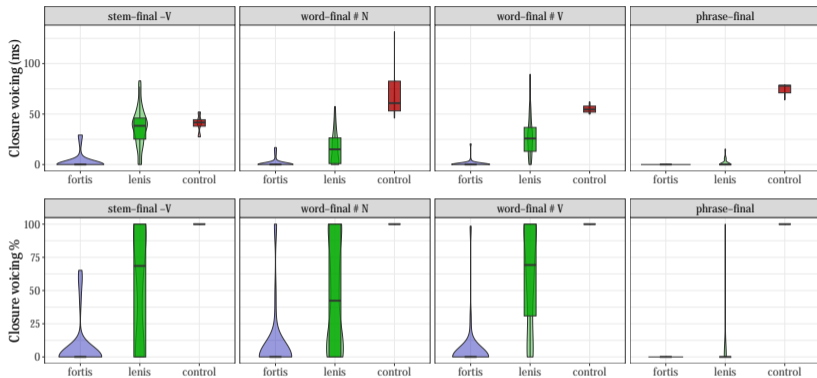 stem–final –V
word–final # N
word–final # V
phrase–final
Closure voicing (ms)
100
50
0
fortis lenis control
fortis lenis control
fortis lenis control
fortis lenis control
stem–final –V
word–final # N
word–final # V
phrase–final
Closure voicing %
100
75
50
25
0
fortis lenis control
fortis lenis control
fortis lenis control
fortis lenis control